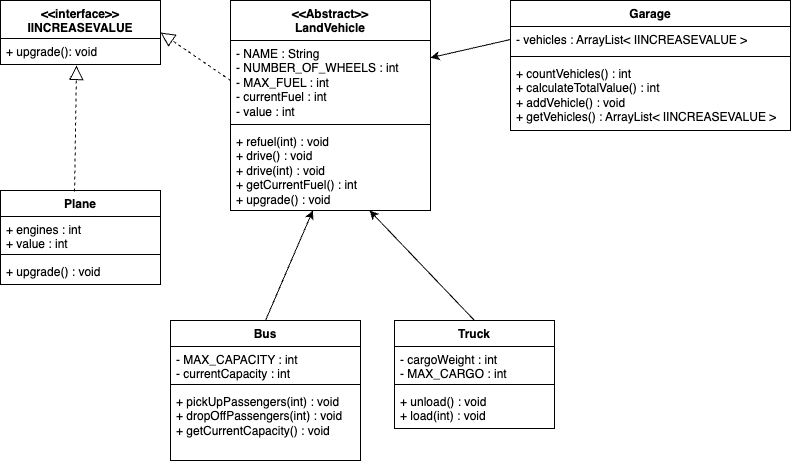 <<interface>>
IINCREASEVALUE
+ upgrade(): void
<<Abstract>>
LandVehicle
- NAME : String
- NUMBER_OF_WHEELS : int
- MAX_FUEL : int
- currentFuel : int
- value : int
+ refuel(int) : void
+ drive() : void
+ drive(int) : void
+ getCurrentFuel() : int
+ upgrade() : void
Garage
- vehicles : ArrayList< IINCREASEVALUE >
+ countVehicles() : int
+ calculateTotalValue() : int
+ addVehicle() : void
+ getVehicles() : ArrayList< IINCREASEVALUE >
Plane
+ engines : int
+ value : int
+ upgrade() : void
Bus
- MAX_CAPACITY : int
- currentCapacity : int
+ pickUpPassengers(int) : void
+ dropOffPassengers(int) : void
+ getCurrentCapacity() : void
Truck
- cargoWeight : int
- MAX_CARGO : int
+ unload() : void
+ load(int) : void